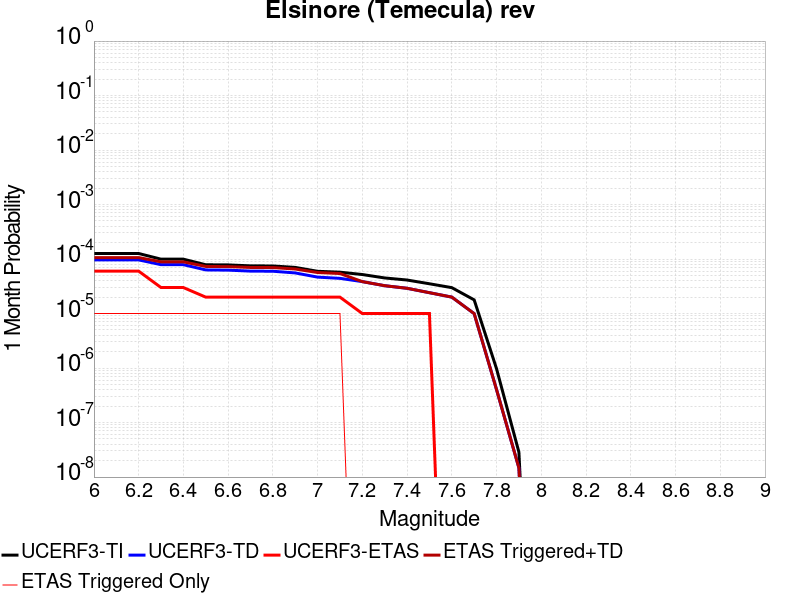 Elsinore (Temecula) rev
10^0
10^-1
10^-2
10^-3
10^-4
10^-5
10^-6
10^-7
10^-8
1 Month Probability
6 6.2 6.4 6.6 6.8 7 7.2 7.4 7.6 7.8 8 8.2 8.4 8.6 8.8 9
Magnitude
UCERF3-TI UCERF3-TD UCERF3-ETAS ETAS Triggered+TD
ETAS Triggered Only